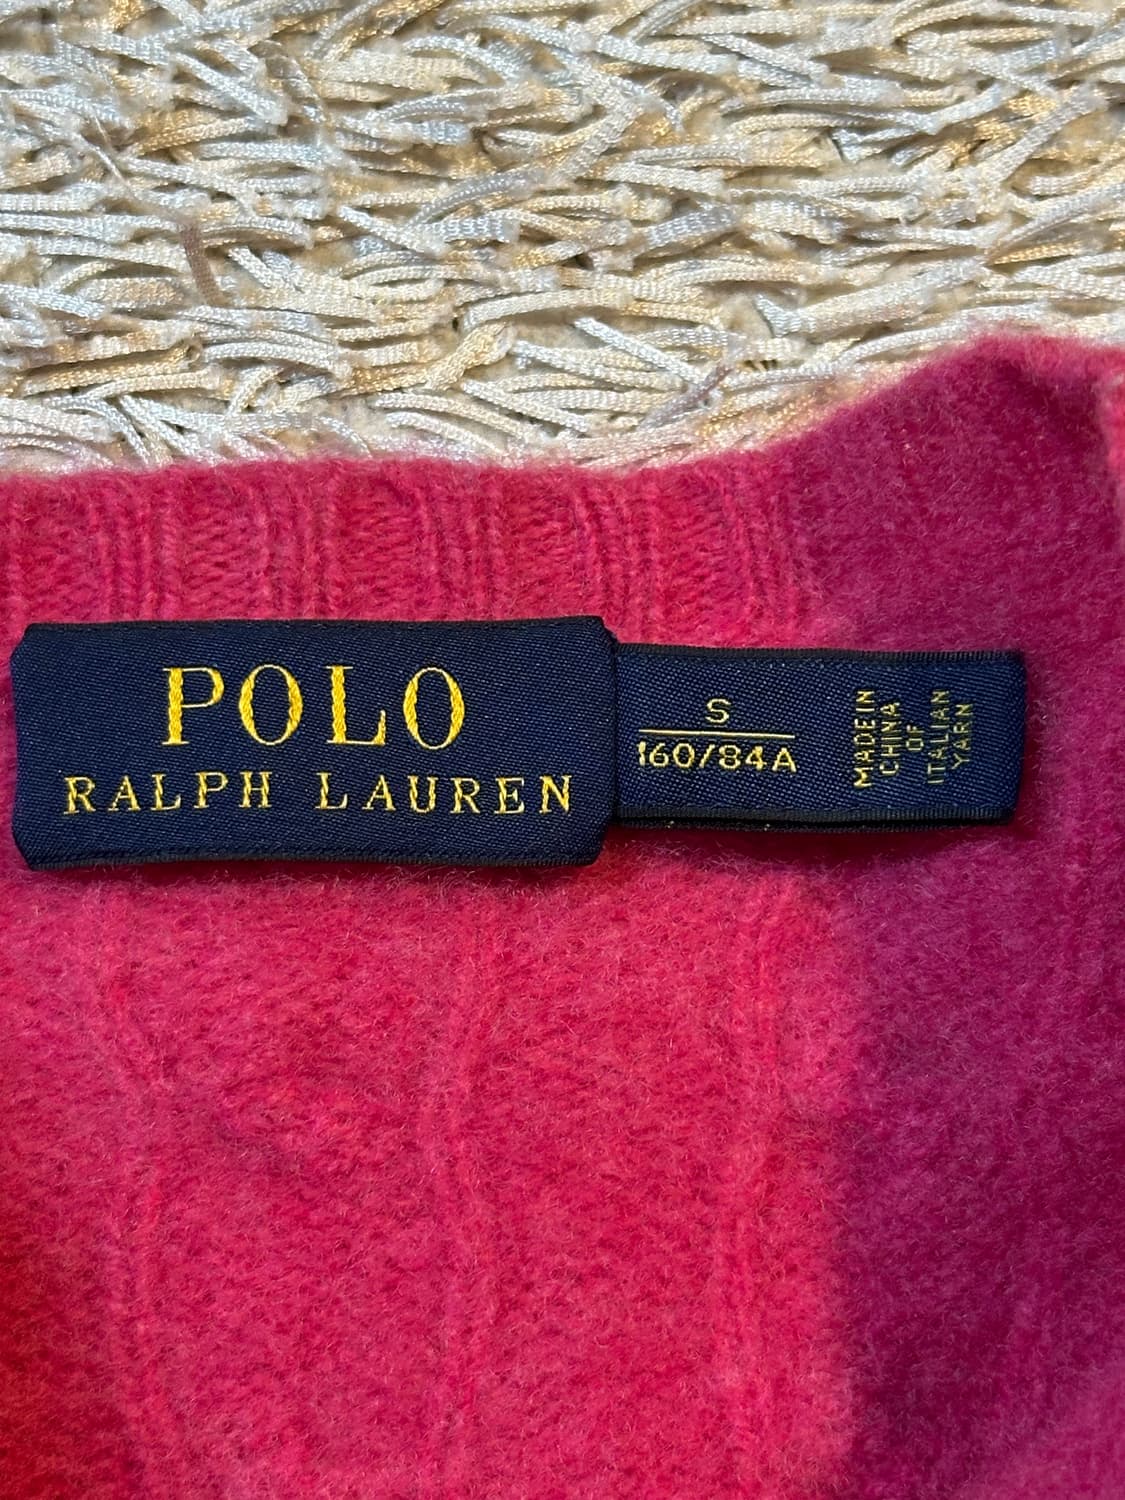 POLO
RALPH LAUREN
S
160/84A
MADE IN
CHINA
OF
ITALIAN
YARN